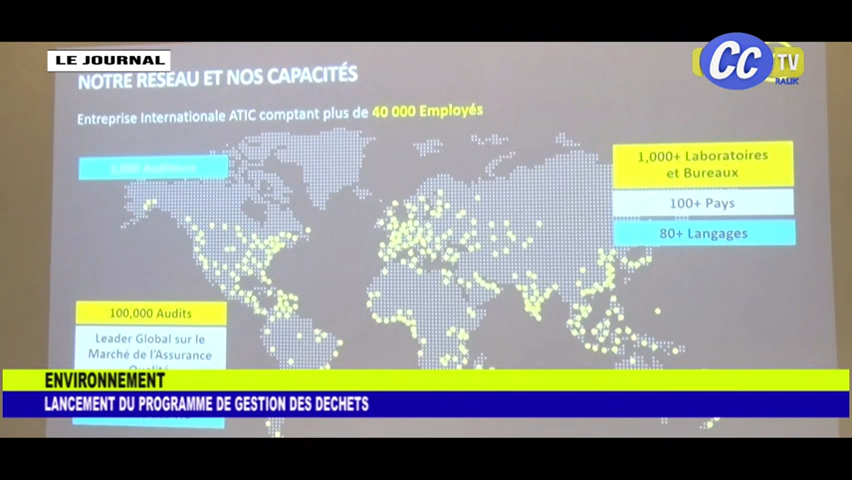 LE JOURNAL
CC TV
RALIK
NOTRE RESEAU ET NOS CAPACITÉS
Entreprise Internationale ATIC comptant plus de 40 000 Employés
1,000+ Laboratoires
et Bureaux
100+ Pays
80+ Langages
100,000 Audits
Leader Global sur le
Marché de l'Assurance
Qualité
ENVIRONNEMENT
LANCEMENT DU PROGRAMME DE GESTION DES DECHETS